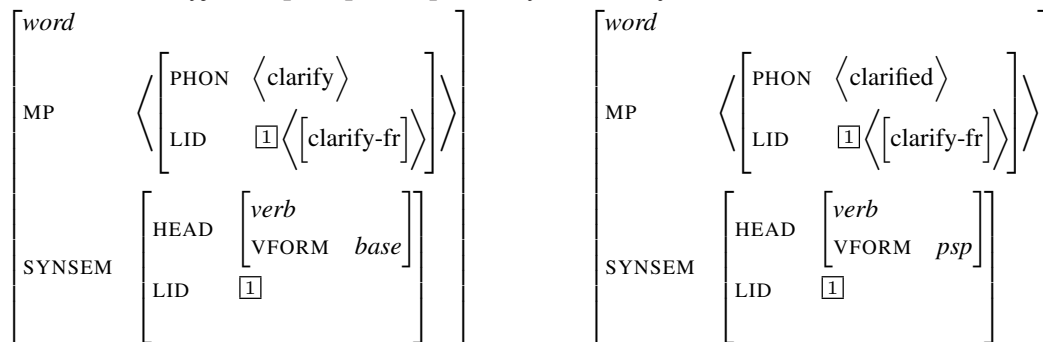 word
PHON ⟨clarify⟩
MP
LID 1 ⟨[clarify-fr]⟩
verb
HEAD
VFORM base
SYNSEM
LID 1
word
PHON ⟨clarified⟩
MP
LID 1 ⟨[clarify-fr]⟩
verb
HEAD
VFORM psp
SYNSEM
LID 1